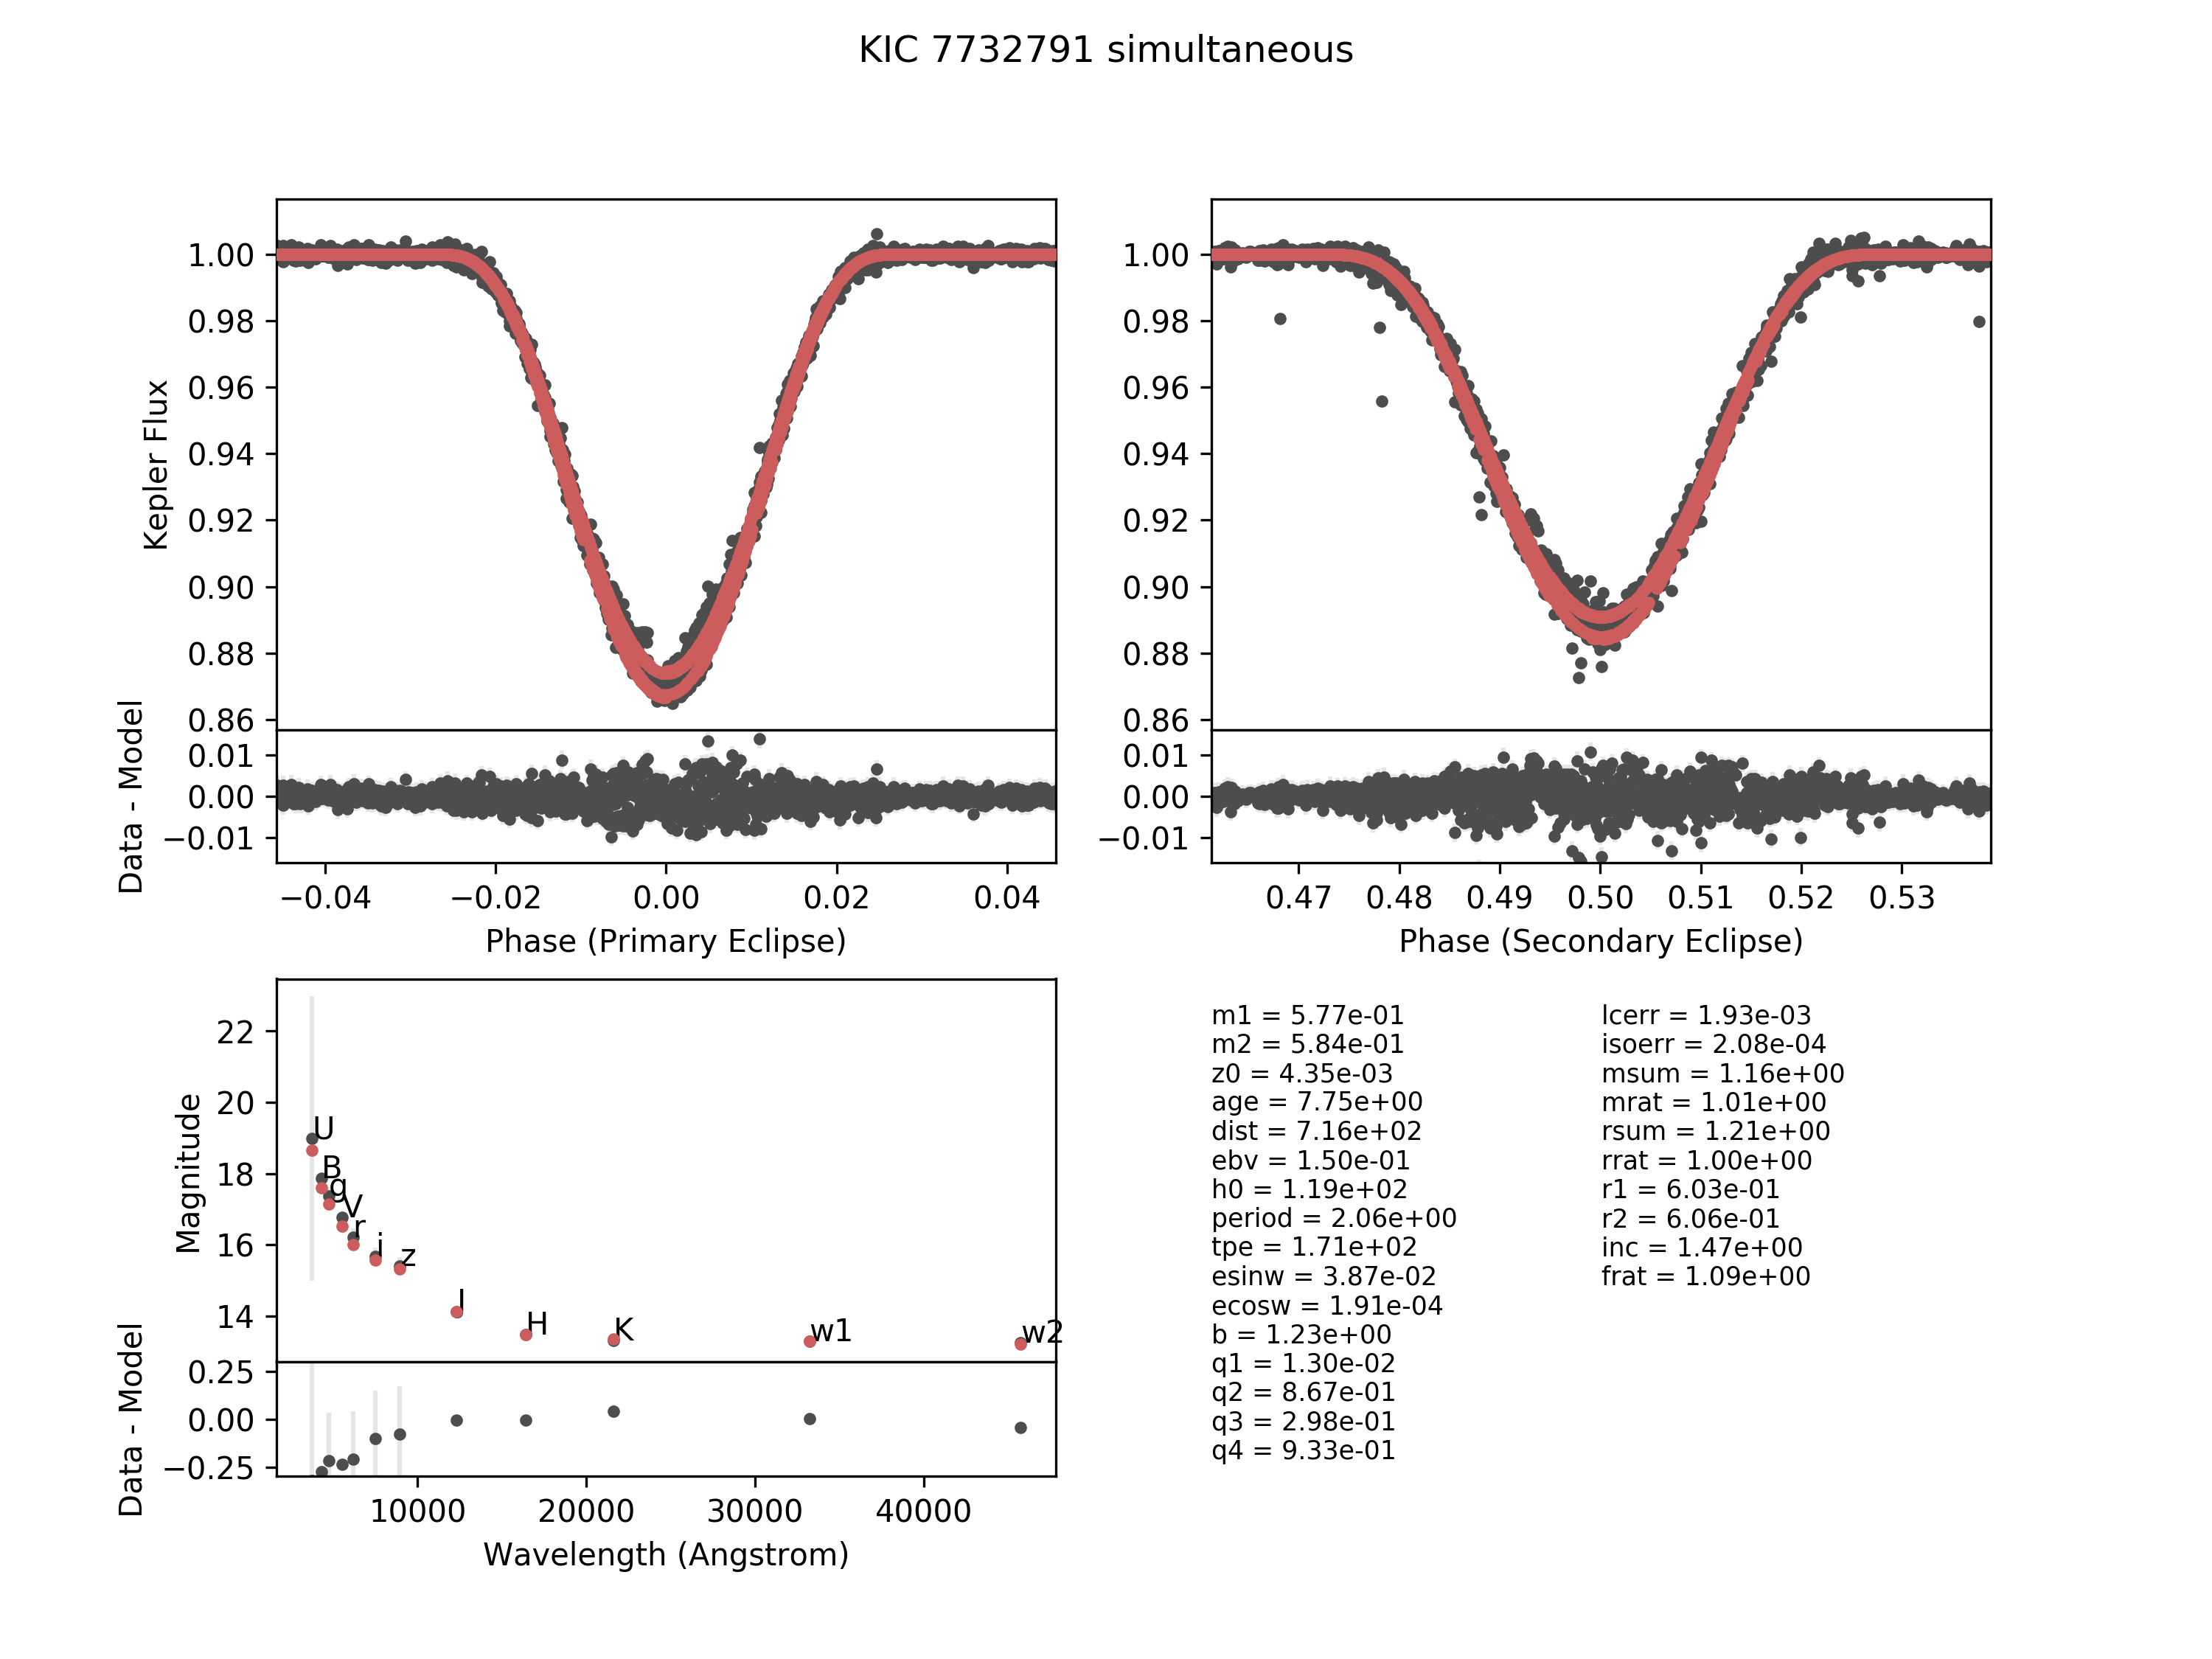 KIC 7732791 simultaneous
Kepler Flux
1.00
0.98
0.96
0.94
0.92
0.90
0.88
0.86
Data - Model
0.01
0.00
−0.01
−0.04 −0.02 0.00 0.02 0.04
Phase (Primary Eclipse)
1.00
0.98
0.96
0.94
0.92
0.90
0.88
0.86
0.01
0.00
−0.01
0.47 0.48 0.49 0.50 0.51 0.52 0.53
Phase (Secondary Eclipse)
Magnitude
22
20
18
16
14
U
B
g
V
r
i
z
J
H
K
w1
w2
Data - Model
0.25
0.00
−0.25
10000 20000 30000 40000
Wavelength (Angstrom)
m1 = 5.77e-01
m2 = 5.84e-01
z0 = 4.35e-03
age = 7.75e+00
dist = 7.16e+02
ebv = 1.50e-01
h0 = 1.19e+02
period = 2.06e+00
tpe = 1.71e+02
esinw = 3.87e-02
ecosw = 1.91e-04
b = 1.23e+00
q1 = 1.30e-02
q2 = 8.67e-01
q3 = 2.98e-01
q4 = 9.33e-01
lcerr = 1.93e-03
isoerr = 2.08e-04
msum = 1.16e+00
mrat = 1.01e+00
rsum = 1.21e+00
rrat = 1.00e+00
r1 = 6.03e-01
r2 = 6.06e-01
inc = 1.47e+00
frat = 1.09e+00